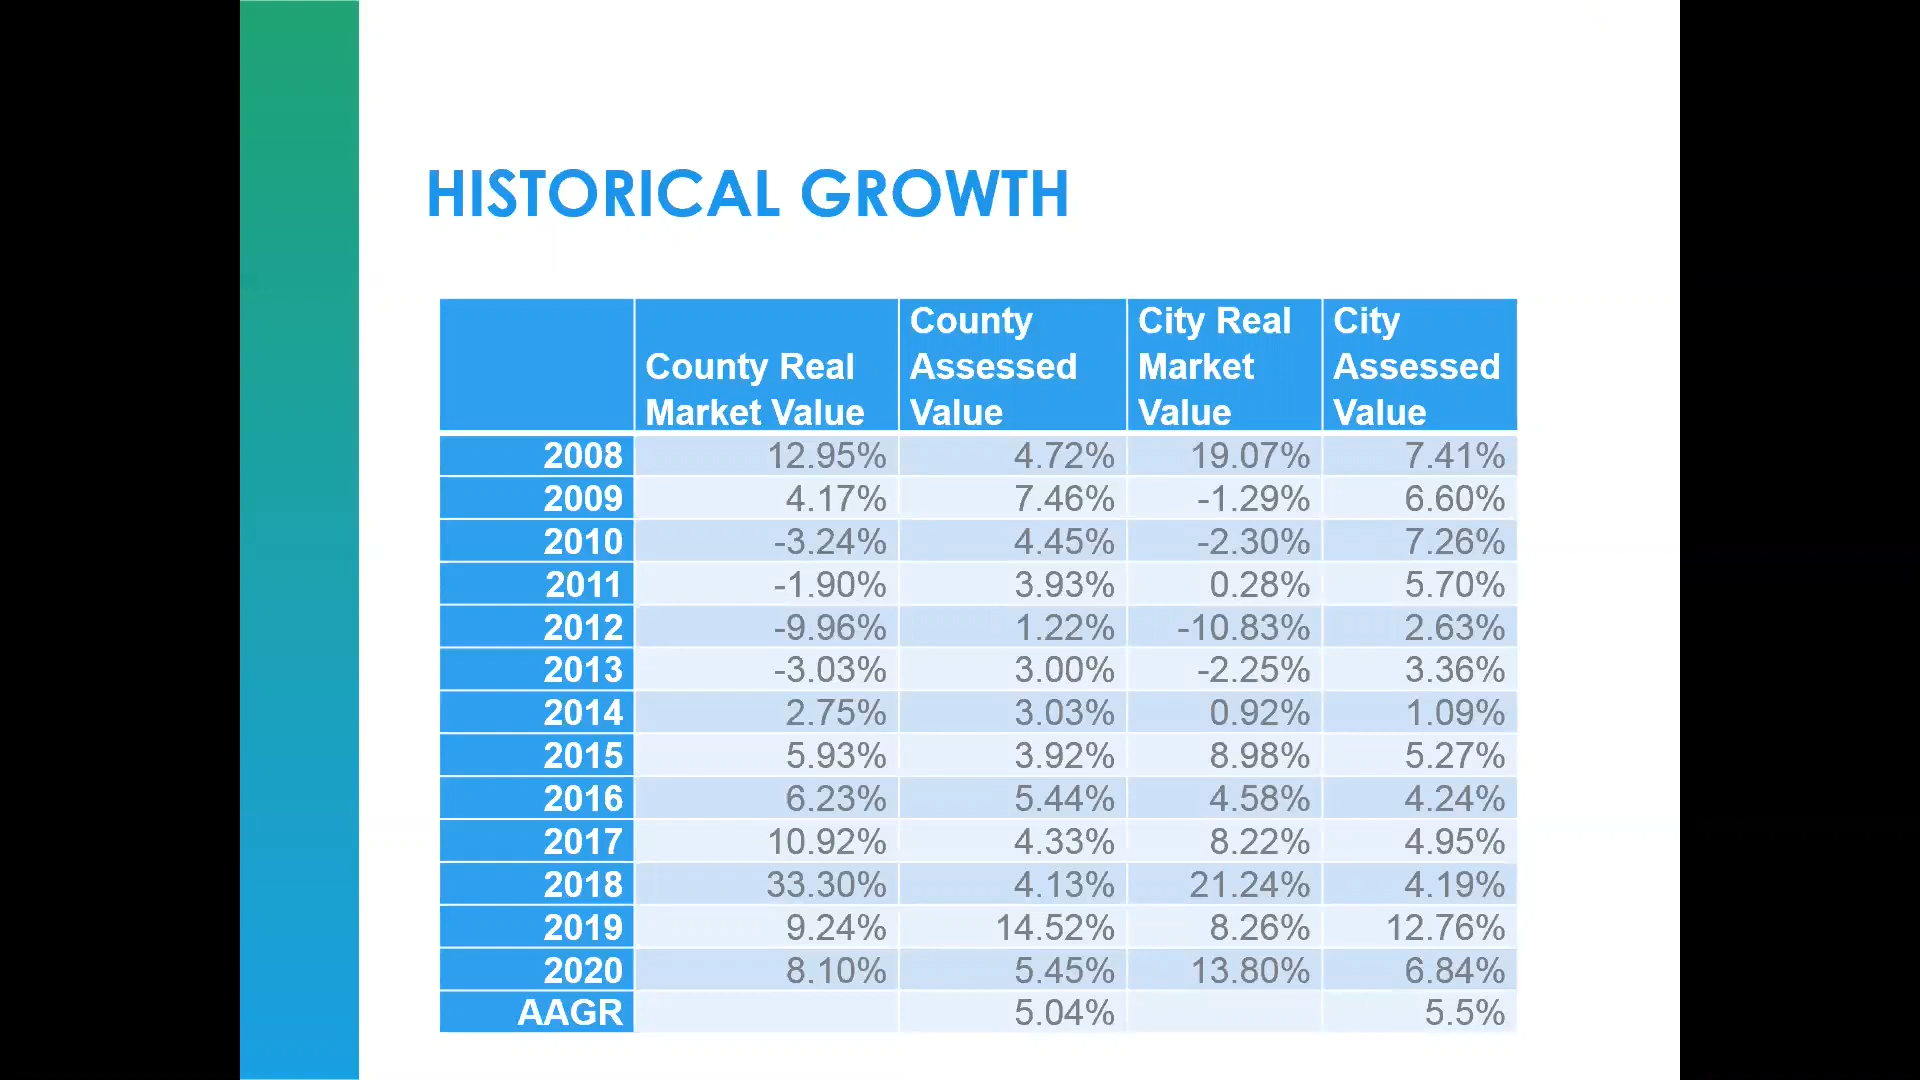 HISTORICAL GROWTH
County Real Market Value County Assessed Value City Real Market Value City Assessed Value
2008 12.95% 4.72% 19.07% 7.41%
2009 4.17% 7.46% -1.29% 6.60%
2010 -3.24% 4.45% -2.30% 7.26%
2011 -1.90% 3.93% 0.28% 5.70%
2012 -9.96% 1.22% -10.83% 2.63%
2013 -3.03% 3.00% -2.25% 3.36%
2014 2.75% 3.03% 0.92% 1.09%
2015 5.93% 3.92% 8.98% 5.27%
2016 6.23% 5.44% 4.58% 4.24%
2017 10.92% 4.33% 8.22% 4.95%
2018 33.30% 4.13% 21.24% 4.19%
2019 9.24% 14.52% 8.26% 12.76%
2020 8.10% 5.45% 13.80% 6.84%
AAGR 5.04% 5.5%